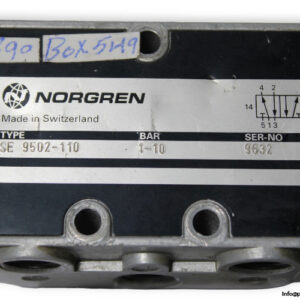 90 BOX 549
NORGREN
Made in Switzerland
4 2
14
5 1 3
TYPE BAR SER-NO
SE 9502-110 1-10 9632